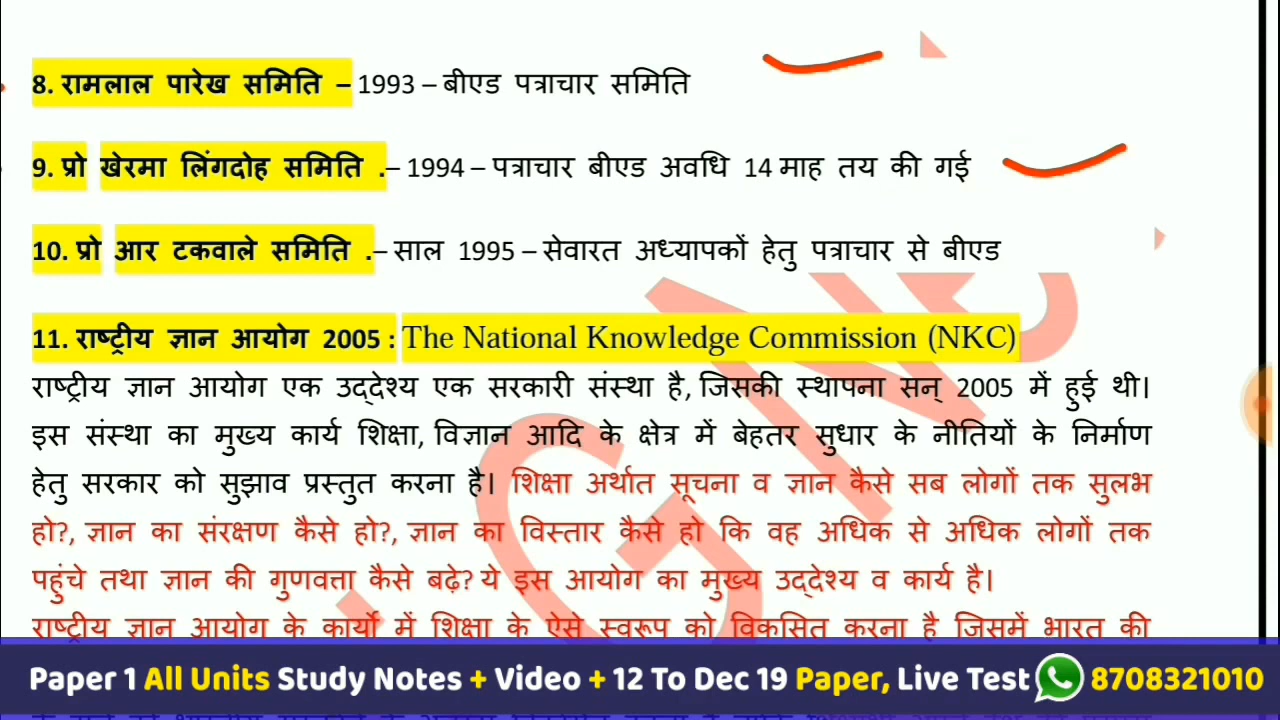 8. रामलाल पारेख समिति – 1993 – बीएड पत्राचार समिति
9. प्रो खेरमा लिंगदोह समिति .– 1994 – पत्राचार बीएड अवधि 14 माह तय की गई
10. प्रो आर टकवाले समिति .– साल 1995 – सेवारत अध्यापकों हेतु पत्राचार से बीएड
11. राष्ट्रीय ज्ञान आयोग 2005 : The National Knowledge Commission (NKC)
राष्ट्रीय ज्ञान आयोग एक उद्देश्य एक सरकारी संस्था है, जिसकी स्थापना सन् 2005 में हुई थी।
इस संस्था का मुख्य कार्य शिक्षा, विज्ञान आदि के क्षेत्र में बेहतर सुधार के नीतियों के निर्माण
हेतु सरकार को सुझाव प्रस्तुत करना है। शिक्षा अर्थात सूचना व ज्ञान कैसे सब लोगों तक सुलभ
हो?, ज्ञान का संरक्षण कैसे हो?, ज्ञान का विस्तार कैसे हो कि वह अधिक से अधिक लोगों तक
पहुंचे तथा ज्ञान की गुणवत्ता कैसे बढ़े? ये इस आयोग का मुख्य उद्देश्य व कार्य है।
राष्ट्रीय ज्ञान आयोग के कार्यो में शिक्षा के ऐसे स्वरूप को विकसित करना है जिसमें भारत की
Paper 1 All Units Study Notes + Video + 12 To Dec 19 Paper, Live Test 8708321010